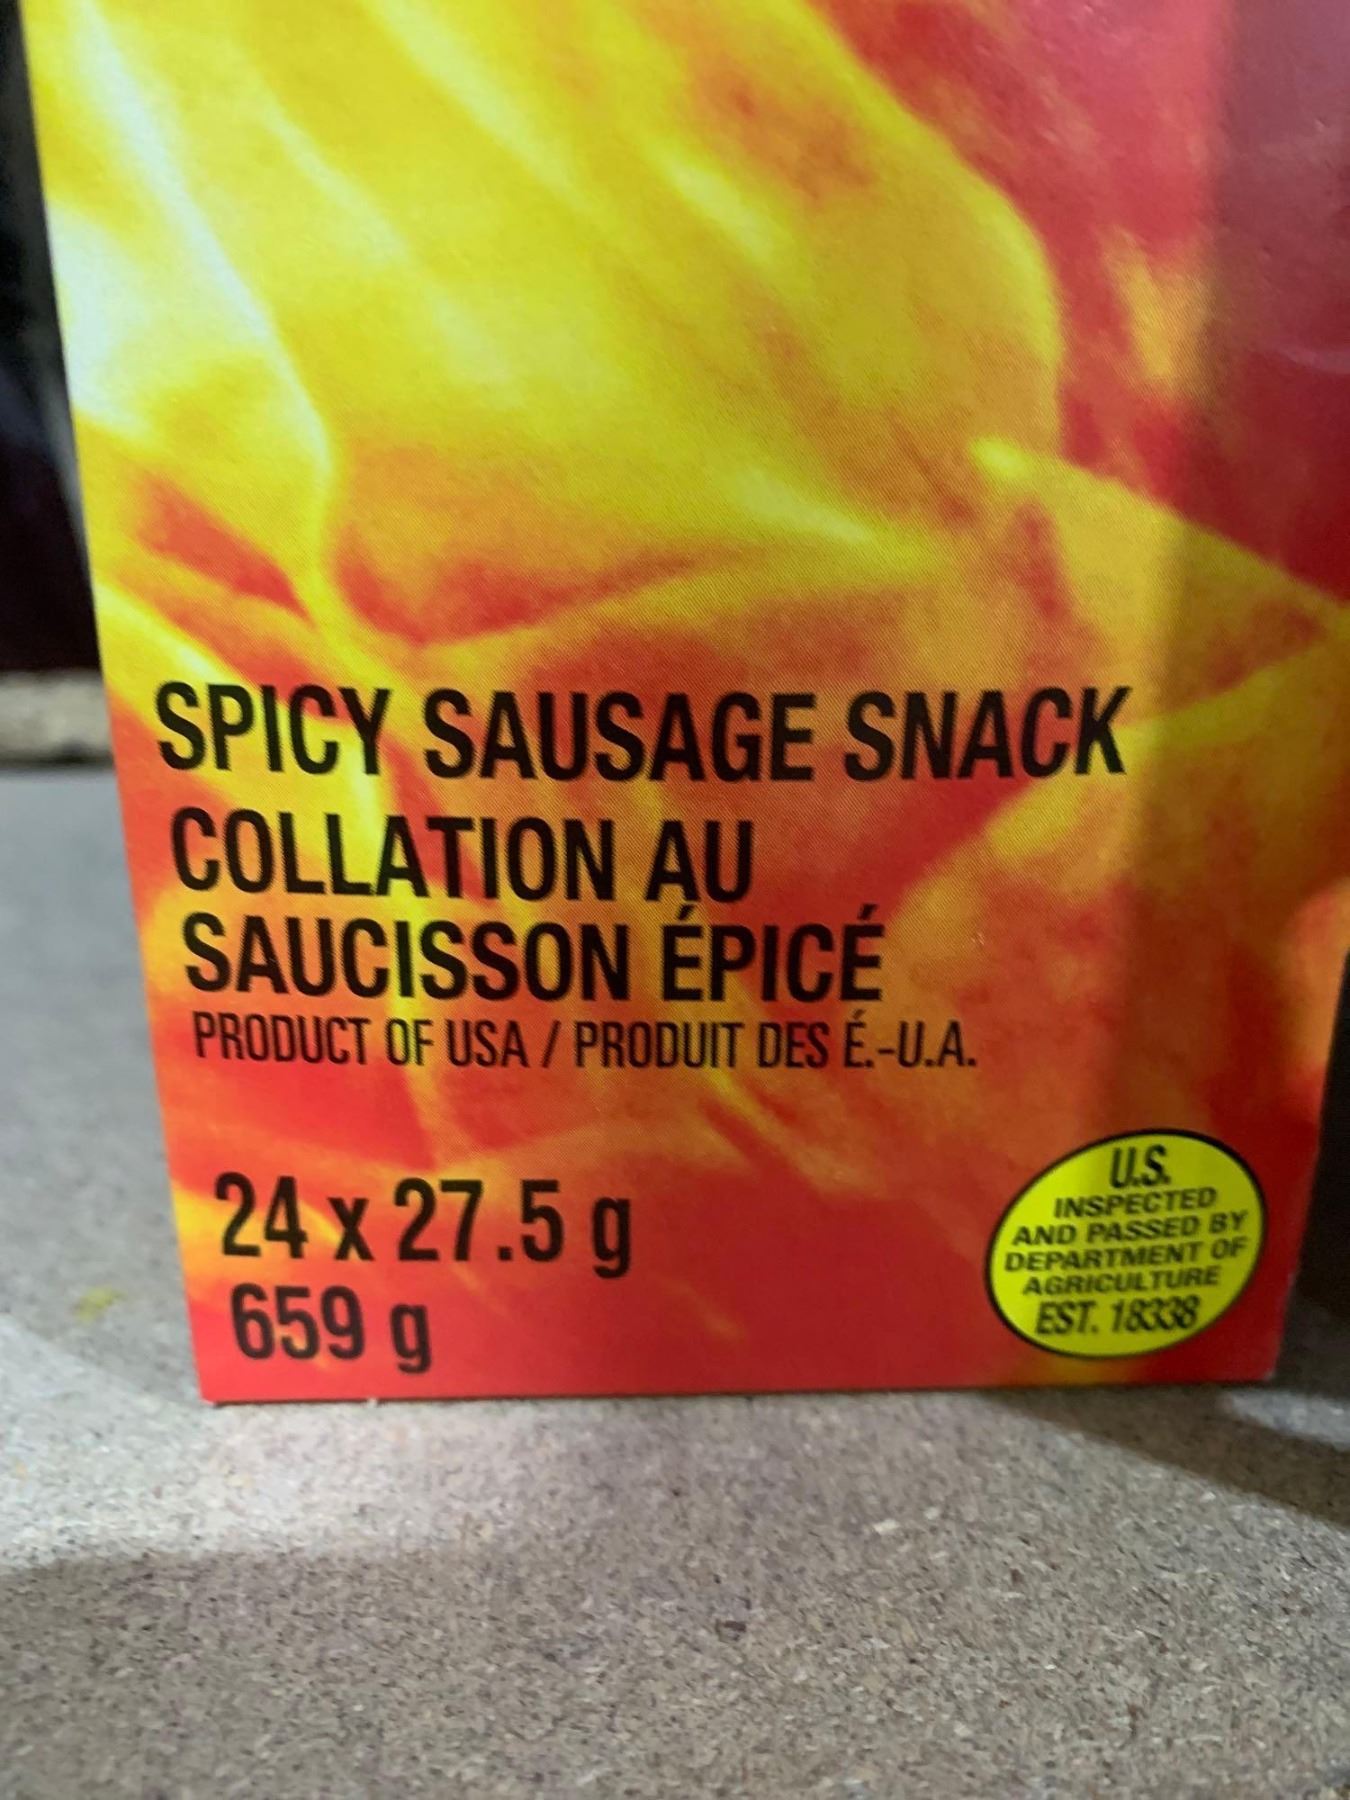 SPICY SAUSAGE SNACK
COLLATION AU
SAUCISSON ÉPICÉ
PRODUCT OF USA / PRODUIT DES É.-U.A.
24 x 27.5 g
659 g
U.S.
INSPECTED
AND PASSED BY
DEPARTMENT OF
AGRICULTURE
EST. 18338